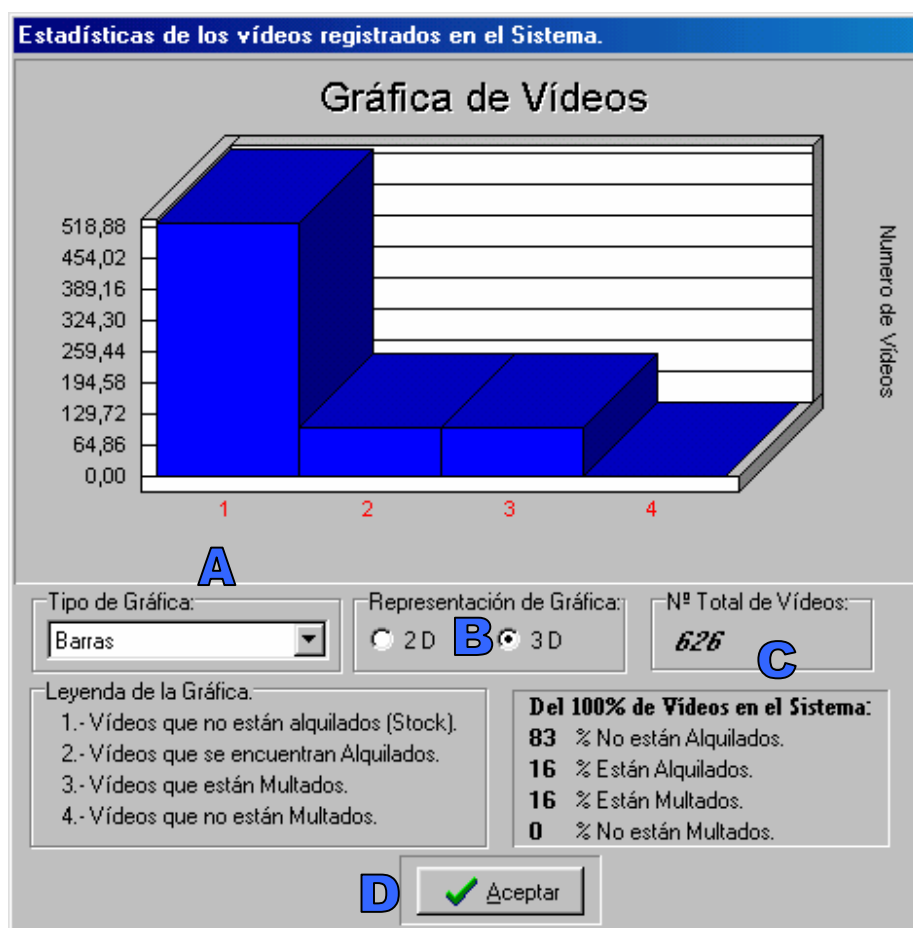 Estadísticas de los vídeos registrados en el Sistema.
Gráfica de Vídeos
518,88
454,02
389,16
324,30
259,44
194,58
129,72
64,86
0,00
Numero de Vídeos
1 2 3 4
A
Tipo de Gráfica:
Barras
Representación de Gráfica:
2 D B 3 D
Nº Total de Vídeos:
626
C
Leyenda de la Gráfica.
1.- Vídeos que no están alquilados (Stock).
2.- Vídeos que se encuentran Alquilados.
3.- Vídeos que están Multados.
4.- Vídeos que no están Multados.
Del 100% de Vídeos en el Sistema:
83 % No están Alquilados.
16 % Están Alquilados.
16 % Están Multados.
0 % No están Multados.
D
Aceptar